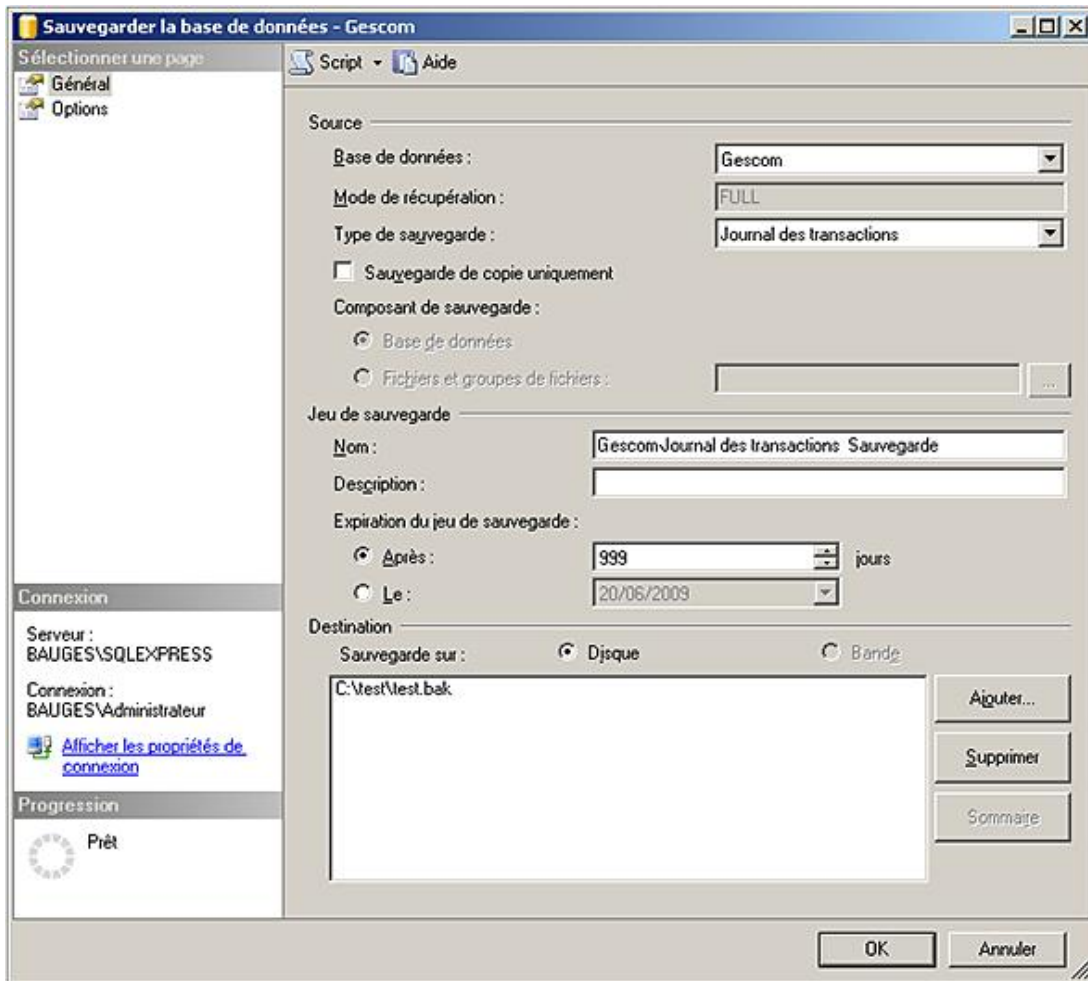 Sauvegarder la base de données - Gescom
Sélectionner une page
Général
Options
Script
Aide
Source
Base de données :
Gescom
Mode de récupération :
FULL
Type de sauvegarde :
Journal des transactions
Sauvegarde de copie uniquement
Composant de sauvegarde :
Base de données
Fichiers et groupes de fichiers :
...
Jeu de sauvegarde
Nom :
Gescom-Journal des transactions  Sauvegarde
Description :
Expiration du jeu de sauvegarde :
Après :
999
jours
Le :
20/06/2009
Destination
Sauvegarde sur :
Disque
Bande
C:\test\test.bak
Ajouter...
Supprimer
Sommaire
Connexion
Serveur :
BAUGES\SQLEXPRESS
Connexion :
BAUGES\Administrateur
Afficher les propriétés de
connexion
Progression
Prêt
OK
Annuler